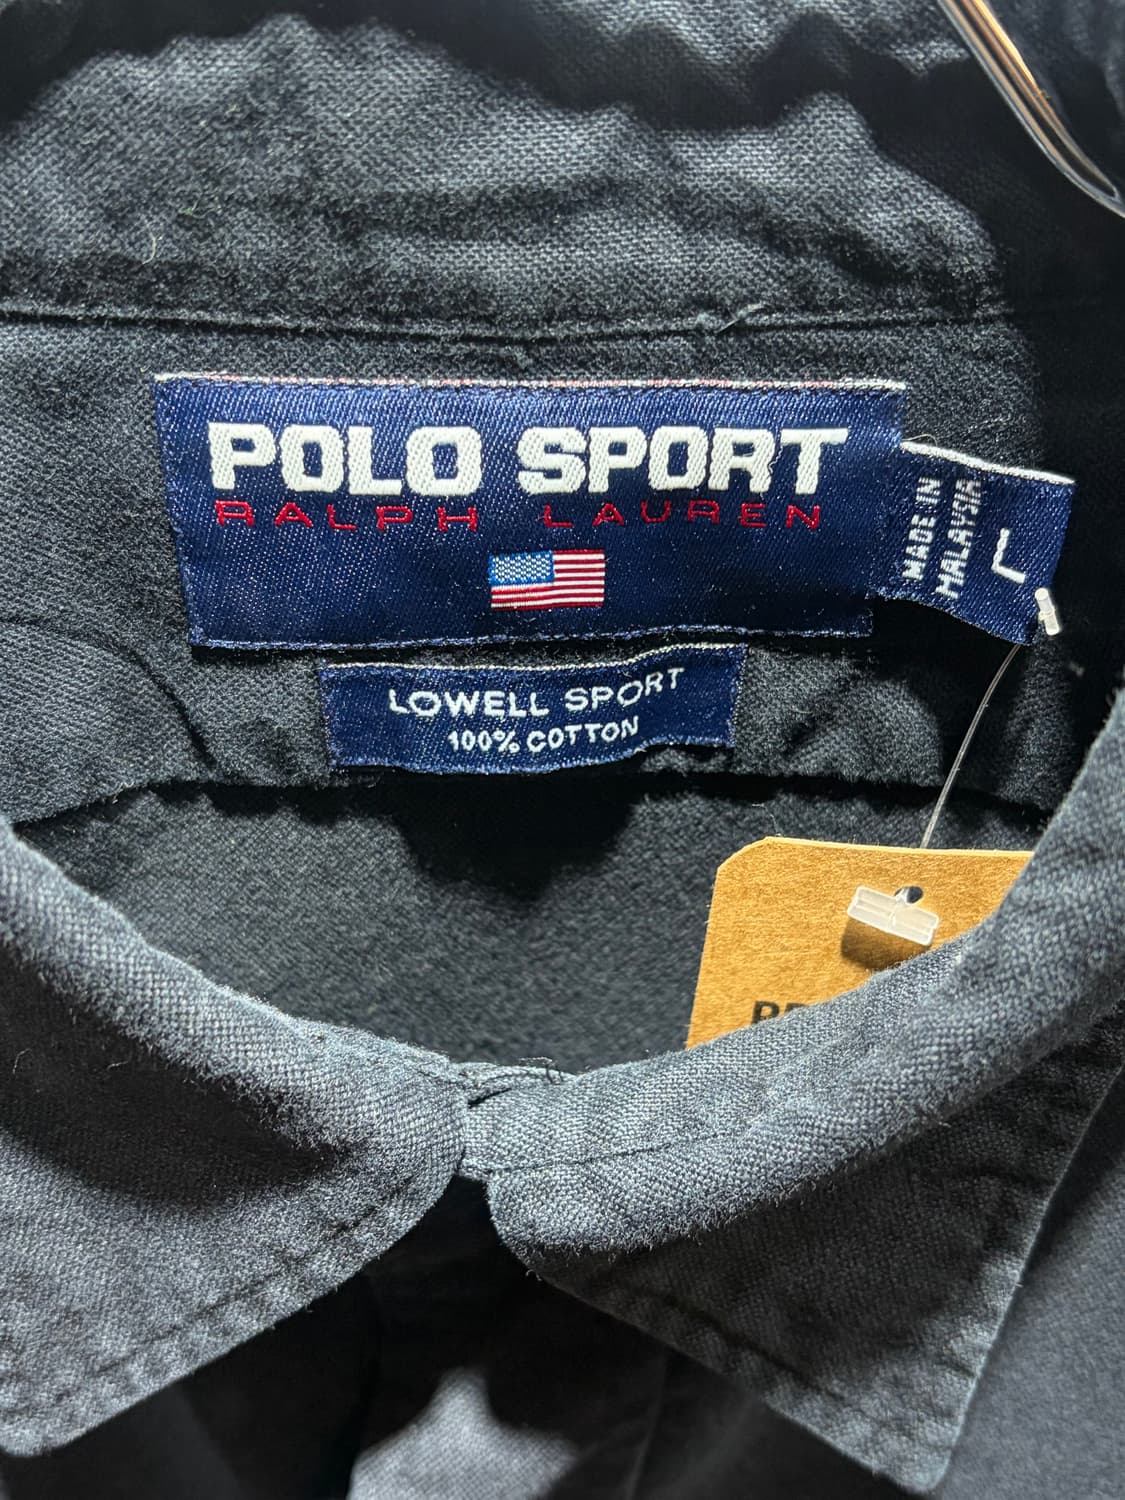 POLO SPORT
RALPH LAUREN
MADE IN
MALAYSIA
L
LOWELL SPORT
100% COTTON